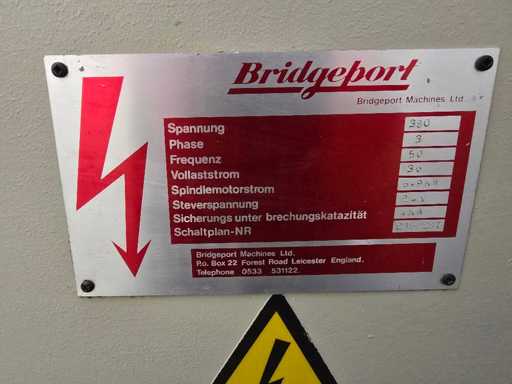 Bridgeport
Bridgeport Machines Ltd.
Spannung 380
Phase 3
Frequenz 50
Vollaststrom 30
Spindlemotorstrom
Steverspannung
Sicherungs unter brechungskatazität
Schaltplan-NR
Bridgeport Machines Ltd.
P.o. Box 22 Forest Road Leicester England.
Telephone 0533 531122.